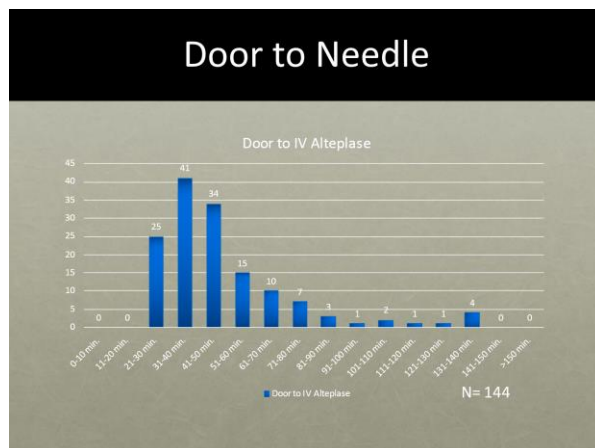 Door to Needle
Door to IV Alteplase
45
40
35
30
25
20
15
10
5
0
0
0
25
41
34
15
10
7
3
1
2
1
1
4
0
0
0-10 min.
11-20 min.
21-30 min.
31-40 min.
41-50 min.
51-60 min.
61-70 min.
71-80 min.
81-90 min.
91-100 min.
101-110 min.
111-120 min.
121-130 min.
131-140 min.
141-150 min.
>150 min.
Door to IV Alteplase
N= 144